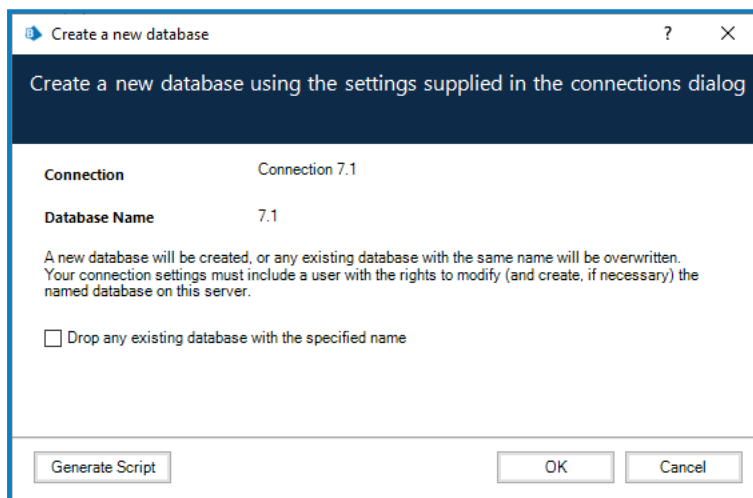 Create a new database
Create a new database using the settings supplied in the connections dialog
Connection Connection 7.1
Database Name 7.1
A new database will be created, or any existing database with the same name will be overwritten.
Your connection settings must include a user with the rights to modify (and create, if necessary) the
named database on this server.
Drop any existing database with the specified name
Generate Script OK Cancel